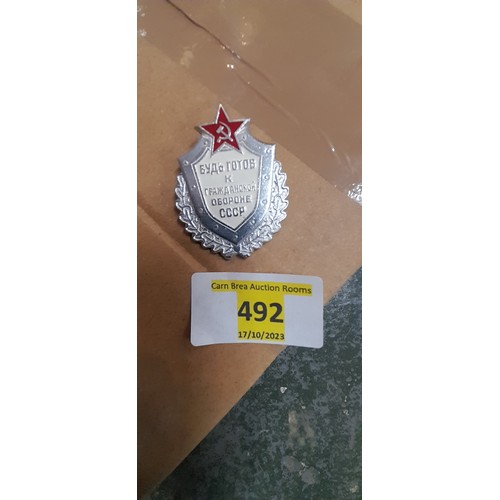 БУДЬ ГОТОВ
К
ГРАЖДАНСКОЙ
ОБОРОНЕ
СССР
Carn Brea Auction Rooms
492
17/10/2023